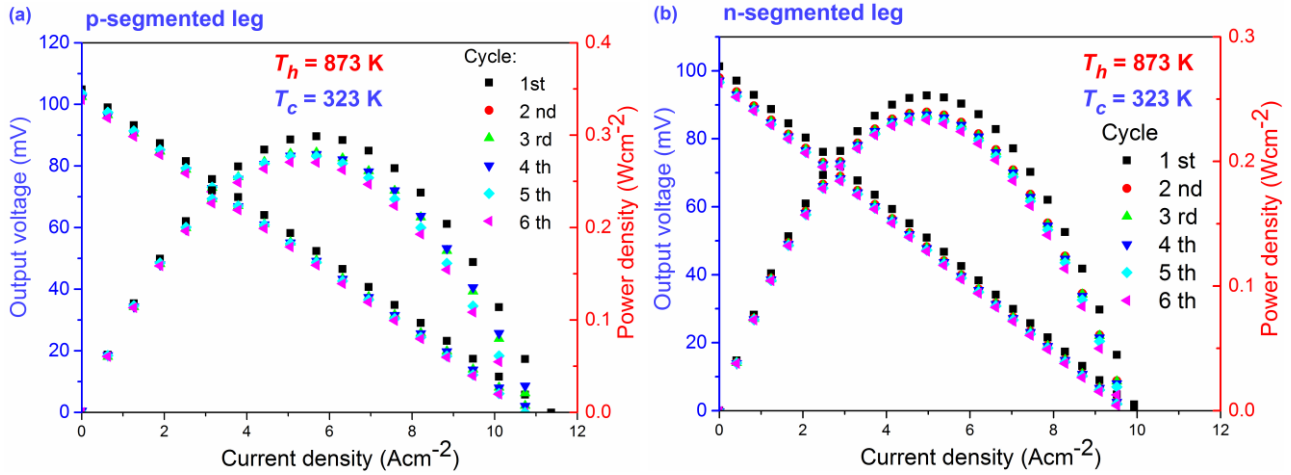 (a)
p-segmented leg
T_h = 873 K
T_c = 323 K
Cycle:
1st
2 nd
3 rd
4 th
5 th
6 th
120
100
80
60
40
20
0
Output voltage (mV)
0.4
0.3
0.2
0.1
0.0
Power density (Wcm⁻²)
0 2 4 6 8 10 12
Current density (Acm⁻²)
(b)
n-segmented leg
T_h = 873 K
T_c = 323 K
Cycle
1 st
2 nd
3 rd
4 th
5 th
6 th
100
80
60
40
20
0
Output voltage (mV)
0.3
0.2
0.1
0.0
Power density (Wcm⁻²)
0 2 4 6 8 10 12
Current density (Acm⁻²)